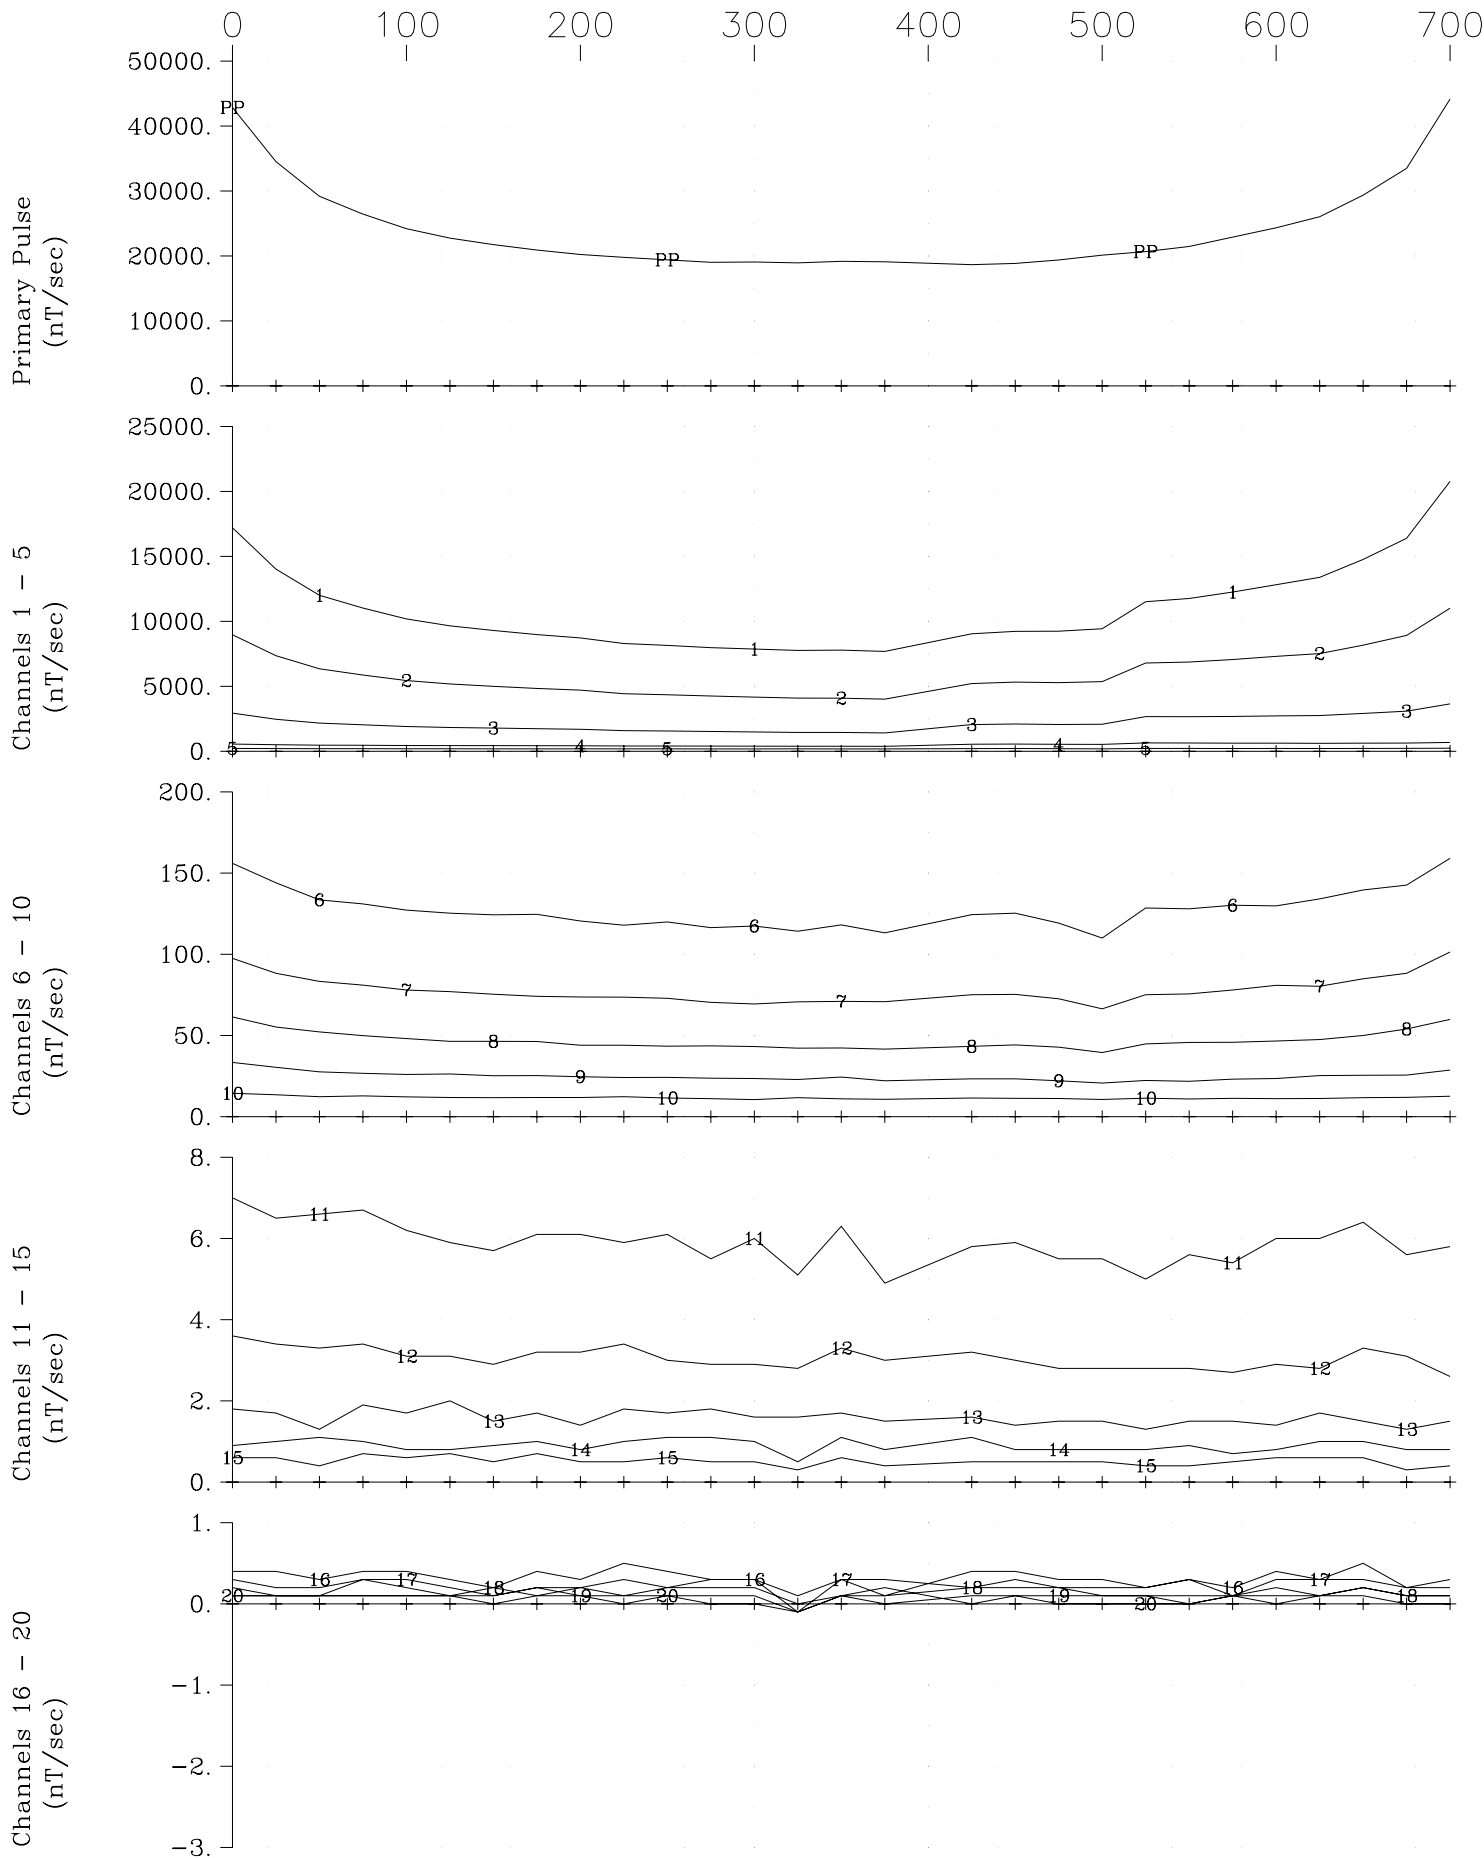 0 100 200 300 400 500 600 700
50000.
PP
40000.
30000.
20000.
PP PP
10000.
0.
Primary Pulse
(nT/sec)
25000.
20000.
15000.
1 1
10000.
1
2 2
5000.
2
3 3 3
5 4 5 4 5
0.
Channels 1 - 5
(nT/sec)
200.
150.
6 6 6
100.
7 7 7
50.
8 8 8
9 9
10 10 10
0.
Channels 6 - 10
(nT/sec)
8.
11 11 11
6.
4.
12 12 12
2.
13 13 13
14 14
15 15 15
0.
Channels 11 - 15
(nT/sec)
1.
16 17 18 16 17 18 16 17
20 19 20 19 20 18
0.
-1.
-2.
-3.
Channels 16 - 20
(nT/sec)